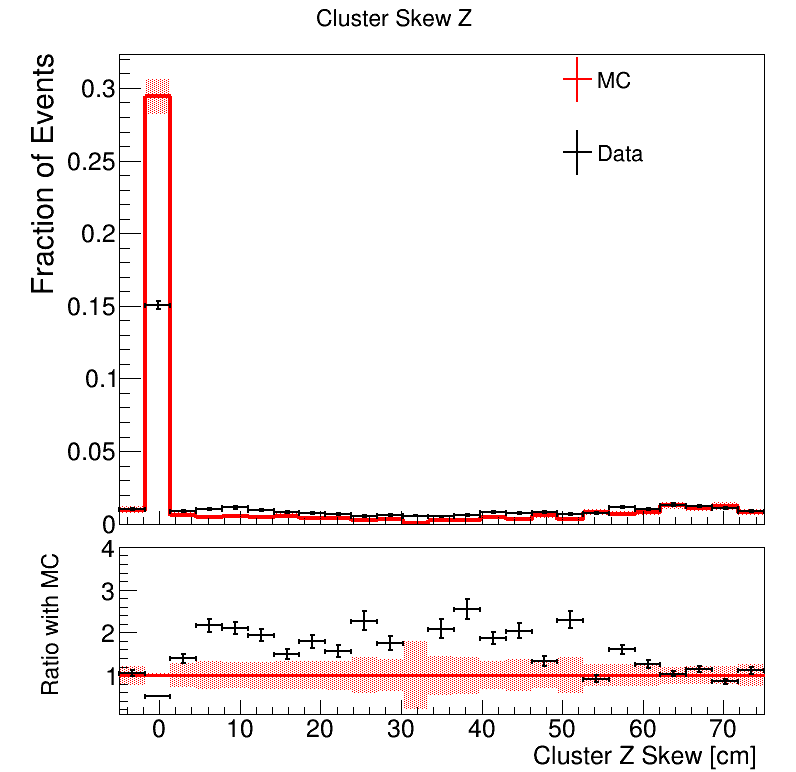 Cluster Skew Z
Fraction of Events
0.3
0.25
0.2
0.15
0.1
0.05
0
MC
Data
Ratio with MC
4
3
2
1
0 10 20 30 40 50 60 70
Cluster Z Skew [cm]